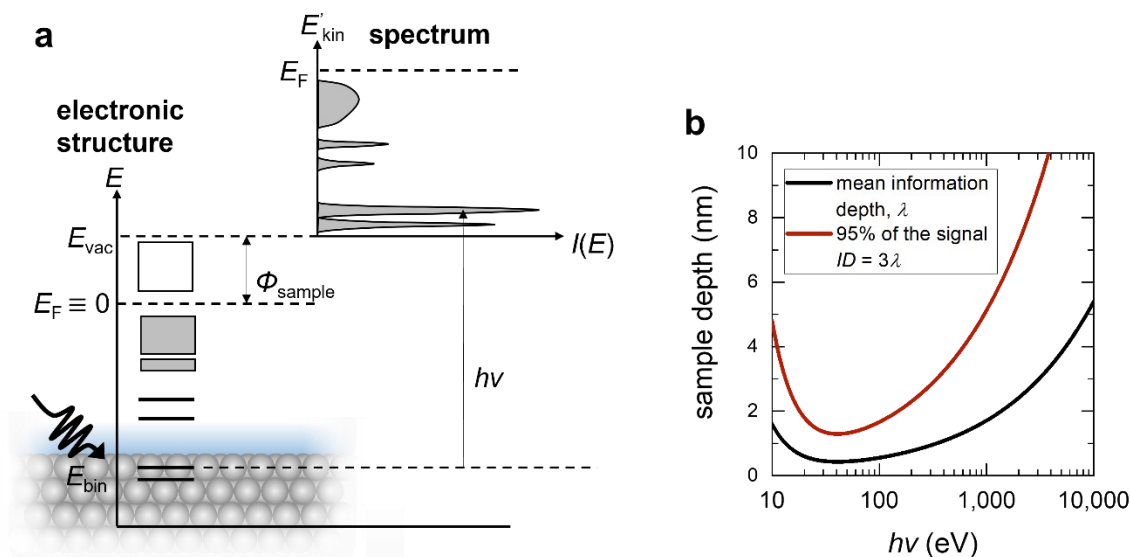 a
E′kin
spectrum
EF
electronic
structure
E
Evac
I(E)
Φsample
EF ≡ 0
hν
Ebin
b
10
8
6
4
2
0
sample depth (nm)
mean information
depth, λ
95% of the signal
ID = 3λ
10
100
1,000
10,000
hν (eV)